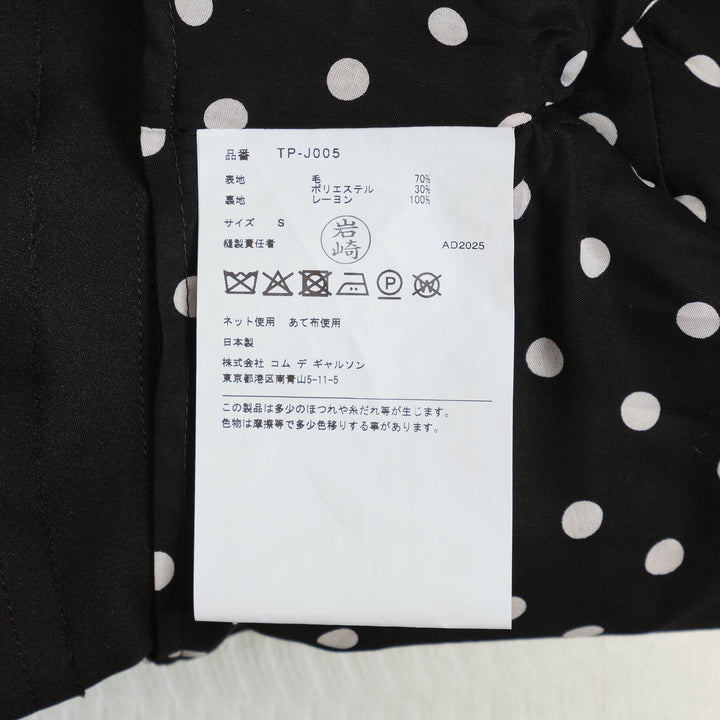 品番 TP-J005
表地 毛 70%
ポリエステル 30%
裏地 レーヨン 100%
サイズ S
岩崎
縫製責任者 AD2025
P W
ネット使用 あて布使用
日本製
株式会社 コム デ ギャルソン
東京都港区南青山5-11-5
この製品は多少のほつれや糸だれ等が生じます。
色物は摩擦等で多少色移りする事があります。